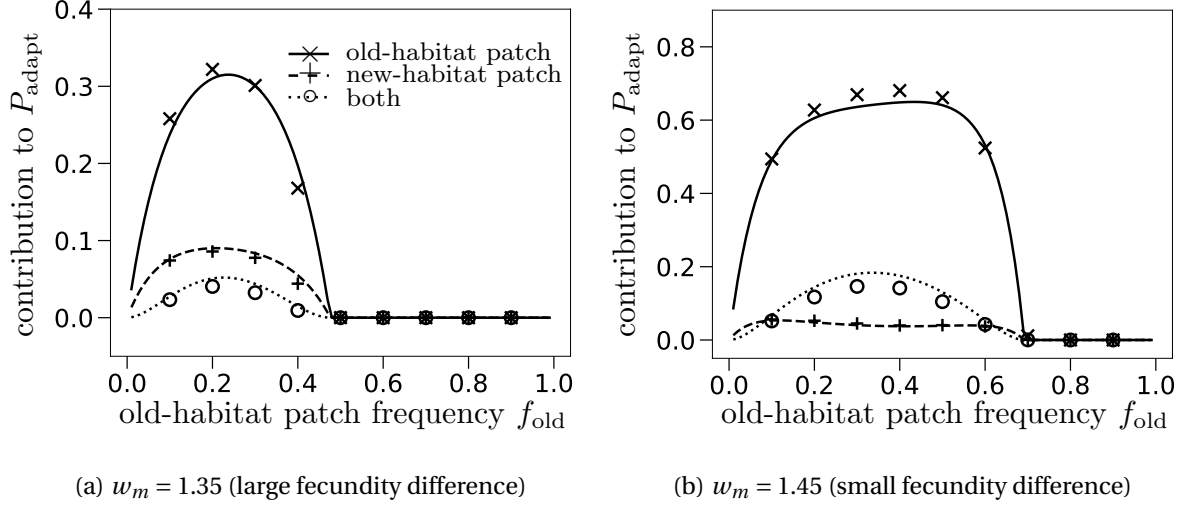 0.4
0.3
0.2
0.1
0.0
contribution to P_adapt
old-habitat patch
new-habitat patch
both
0.0 0.2 0.4 0.6 0.8 1.0
old-habitat patch frequency f_old
(a) w_m = 1.35 (large fecundity difference)
0.8
0.6
0.4
0.2
0.0
contribution to P_adapt
0.0 0.2 0.4 0.6 0.8 1.0
old-habitat patch frequency f_old
(b) w_m = 1.45 (small fecundity difference)